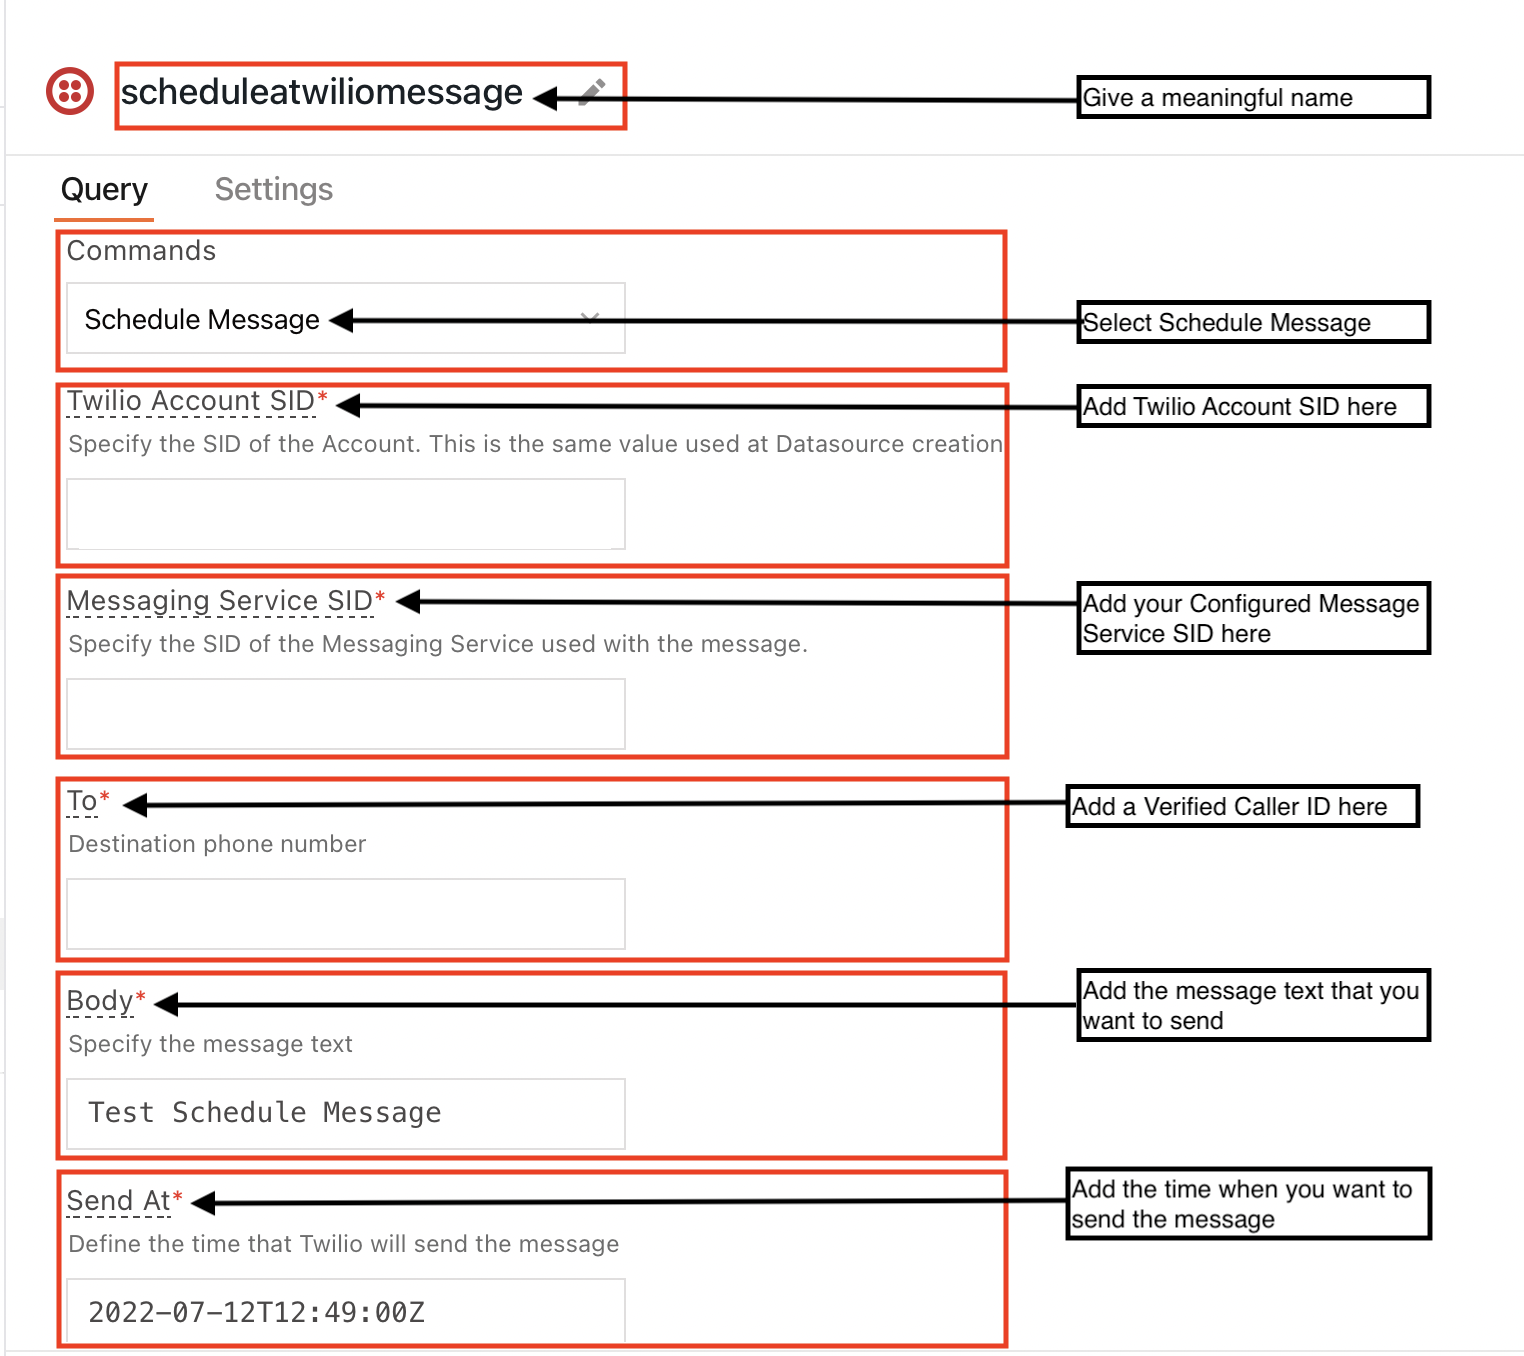 scheduleatwiliomessage
Give a meaningful name
Query
Settings
Commands
Schedule Message
Select Schedule Message
Twilio Account SID*
Add Twilio Account SID here
Specify the SID of the Account. This is the same value used at Datasource creation
Messaging Service SID*
Add your Configured Message
Service SID here
Specify the SID of the Messaging Service used with the message.
To*
Add a Verified Caller ID here
Destination phone number
Body*
Add the message text that you
want to send
Specify the message text
Test Schedule Message
Send At*
Add the time when you want to
send the message
Define the time that Twilio will send the message
2022-07-12T12:49:00Z